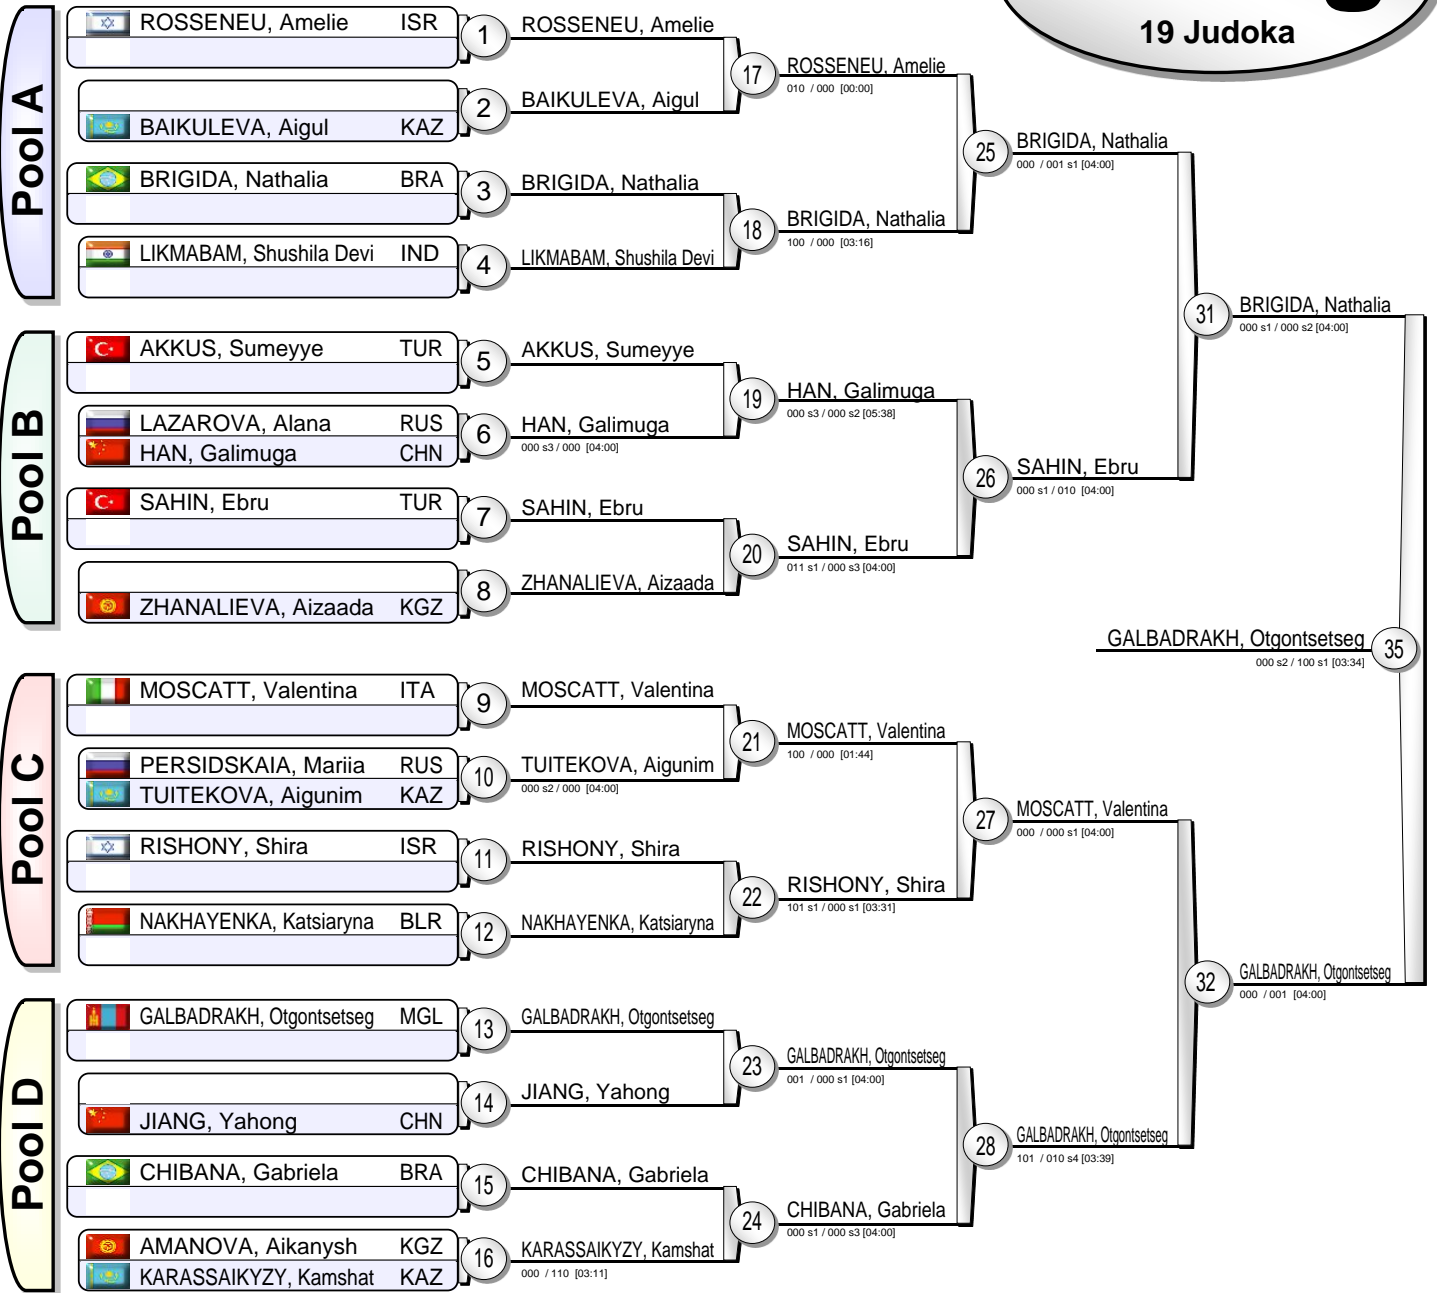 19 Judoka
Pool A
ROSSENEU, Amelie ISR
1
BAIKULEVA, Aigul KAZ
2
BRIGIDA, Nathalia BRA
3
LIKMABAM, Shushila Devi IND
4
Pool B
AKKUS, Sumeyye TUR
5
LAZAROVA, Alana RUS
HAN, Galimuga CHN
6
SAHIN, Ebru TUR
7
ZHANALIEVA, Aizaada KGZ
8
Pool C
MOSCATT, Valentina ITA
9
PERSIDSKAIA, Mariia RUS
TUITEKOVA, Aigunim KAZ
10
RISHONY, Shira ISR
11
NAKHAYENKA, Katsiaryna BLR
12
Pool D
GALBADRAKH, Otgontsetseg MGL
13
JIANG, Yahong CHN
14
CHIBANA, Gabriela BRA
15
AMANOVA, Aikanysh KGZ
KARASSAIKYZY, Kamshat KAZ
16
ROSSENEU, Amelie
BAIKULEVA, Aigul
17
BRIGIDA, Nathalia
LIKMABAM, Shushila Devi
18
AKKUS, Sumeyye
HAN, Galimuga
000 s3 / 000 [04:00]
19
SAHIN, Ebru
ZHANALIEVA, Aizaada
20
MOSCATT, Valentina
TUITEKOVA, Aigunim
000 s2 / 000 [04:00]
21
RISHONY, Shira
NAKHAYENKA, Katsiaryna
22
GALBADRAKH, Otgontsetseg
JIANG, Yahong
23
CHIBANA, Gabriela
KARASSAIKYZY, Kamshat
000 / 110 [03:11]
24
ROSSENEU, Amelie
010 / 000 [00:00]
BRIGIDA, Nathalia
100 / 000 [03:16]
25
HAN, Galimuga
000 s3 / 000 s2 [05:38]
SAHIN, Ebru
011 s1 / 000 s3 [04:00]
26
MOSCATT, Valentina
100 / 000 [01:44]
RISHONY, Shira
101 s1 / 000 s1 [03:31]
27
GALBADRAKH, Otgontsetseg
001 / 000 s1 [04:00]
CHIBANA, Gabriela
000 s1 / 000 s3 [04:00]
28
BRIGIDA, Nathalia
000 / 001 s1 [04:00]
SAHIN, Ebru
000 s1 / 010 [04:00]
31
MOSCATT, Valentina
000 / 000 s1 [04:00]
GALBADRAKH, Otgontsetseg
101 / 010 s4 [03:39]
32
BRIGIDA, Nathalia
000 s1 / 000 s2 [04:00]
GALBADRAKH, Otgontsetseg
000 / 001 [04:00]
GALBADRAKH, Otgontsetseg
000 s2 / 100 s1 [03:34]
35